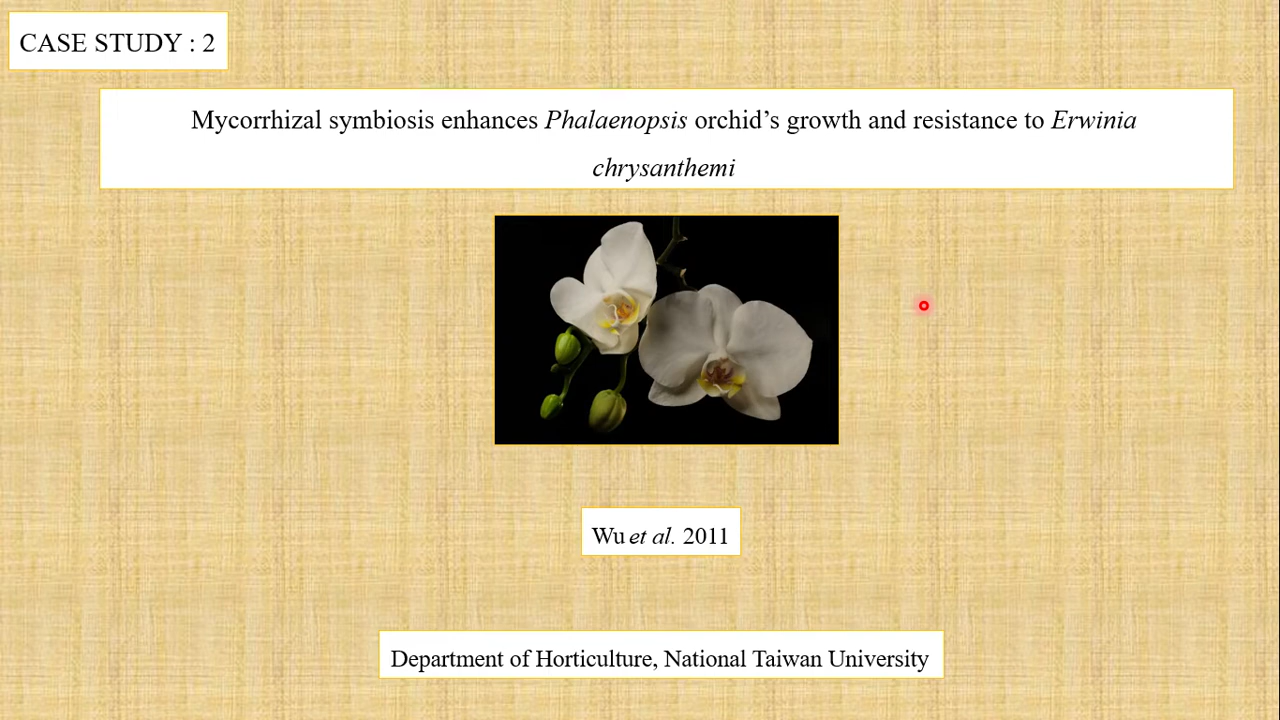 CASE STUDY : 2
Mycorrhizal symbiosis enhances Phalaenopsis orchid’s growth and resistance to Erwinia
chrysanthemi
Wu et al. 2011
Department of Horticulture, National Taiwan University